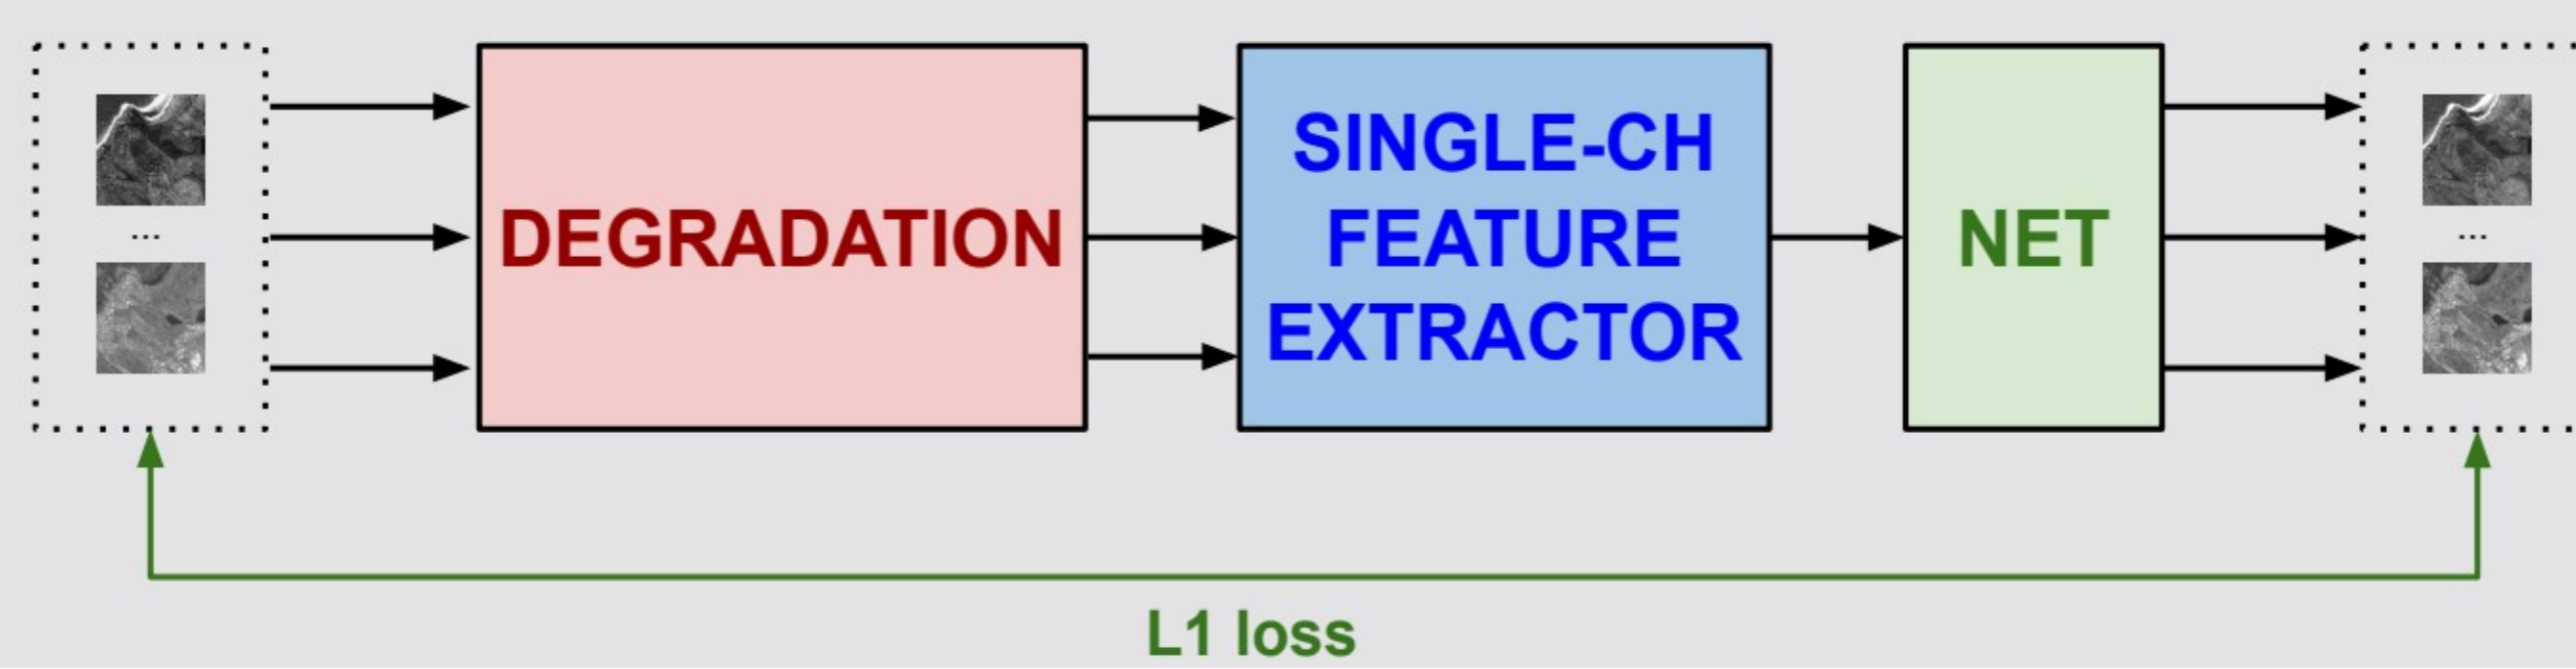 ...
DEGRADATION
SINGLE-CH
FEATURE
EXTRACTOR
NET
...
L1 loss